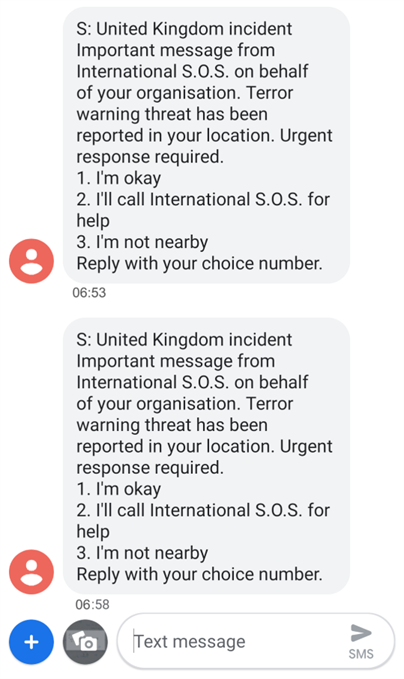 S: United Kingdom incident
Important message from
International S.O.S. on behalf
of your organisation. Terror
warning threat has been
reported in your location. Urgent
response required.
1. I'm okay
2. I'll call International S.O.S. for
help
3. I'm not nearby
Reply with your choice number.
06:53
S: United Kingdom incident
Important message from
International S.O.S. on behalf
of your organisation. Terror
warning threat has been
reported in your location. Urgent
response required.
1. I'm okay
2. I'll call International S.O.S. for
help
3. I'm not nearby
Reply with your choice number.
06:58
Text message
SMS